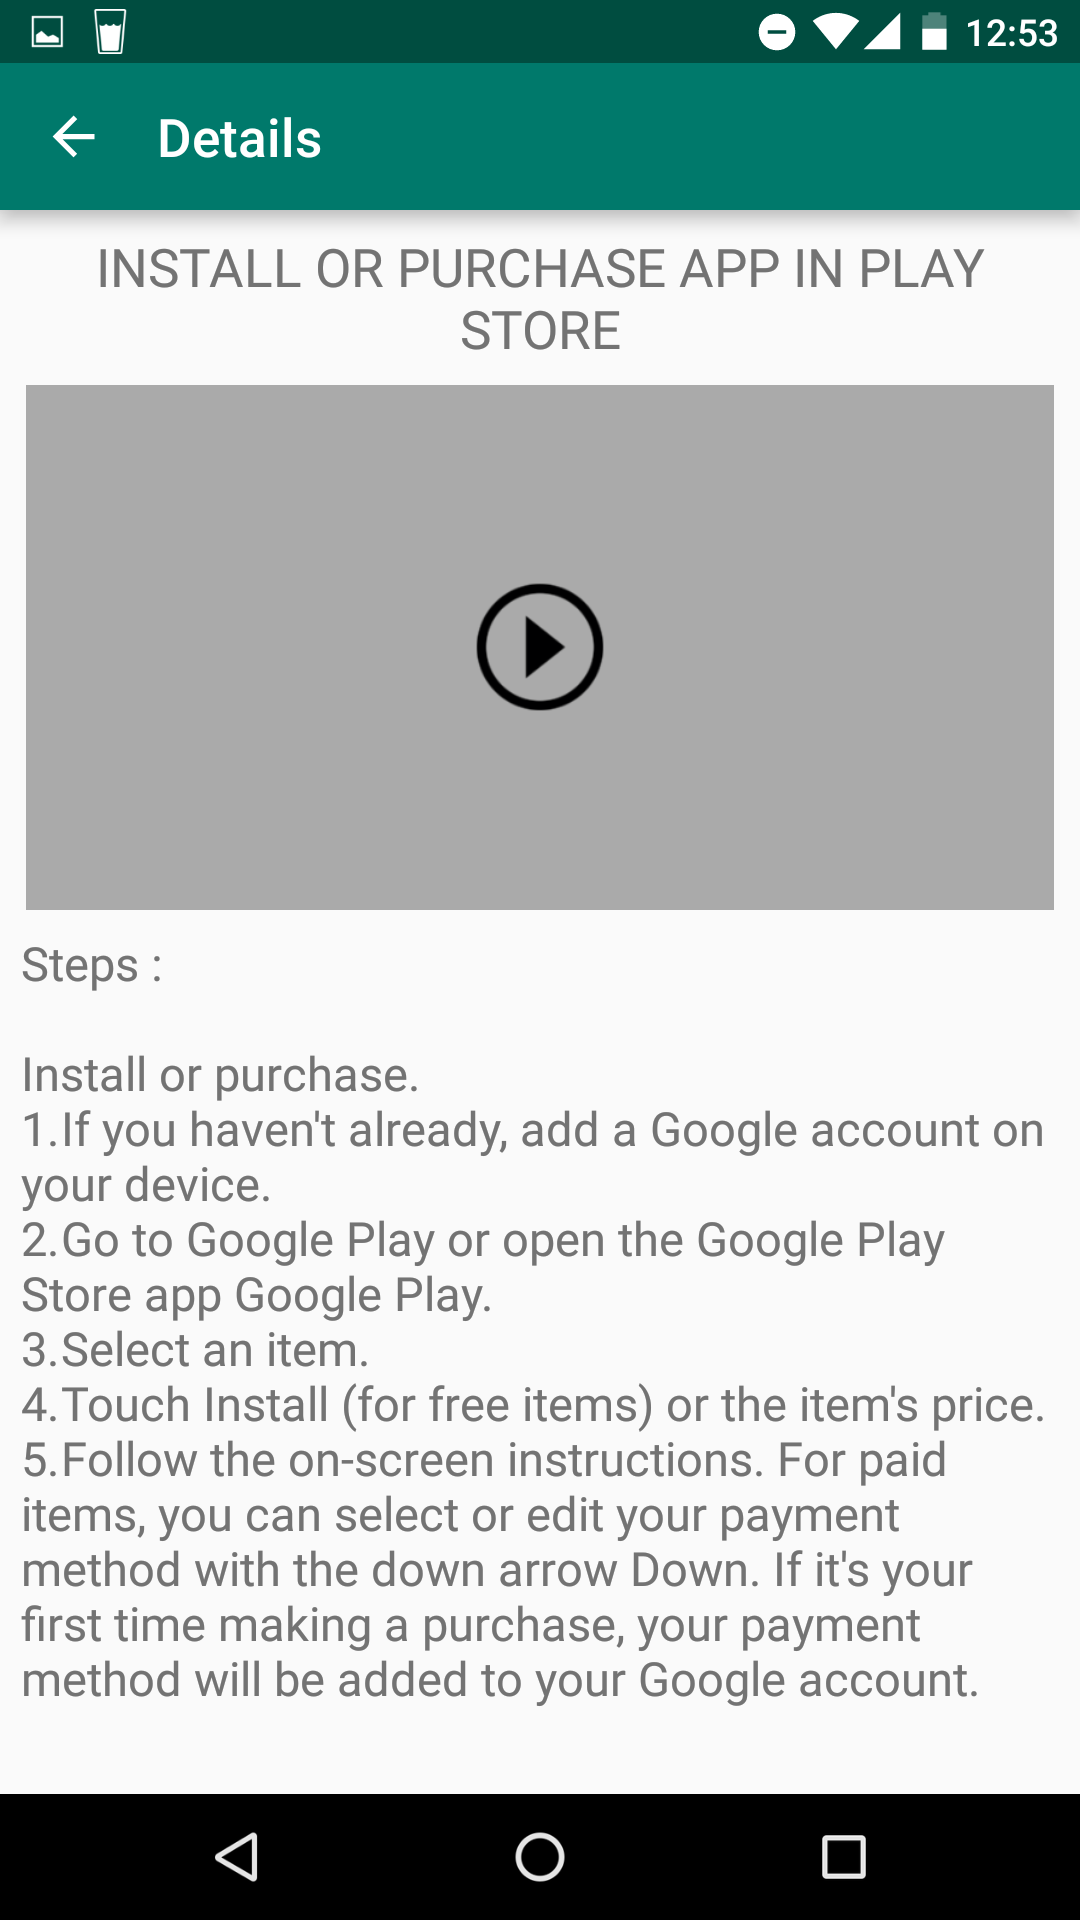 12:53
Details
INSTALL OR PURCHASE APP IN PLAY
STORE
Steps :
Install or purchase.
1.If you haven't already, add a Google account on
your device.
2.Go to Google Play or open the Google Play
Store app Google Play.
3.Select an item.
4.Touch Install (for free items) or the item's price.
5.Follow the on-screen instructions. For paid
items, you can select or edit your payment
method with the down arrow Down. If it's your
first time making a purchase, your payment
method will be added to your Google account.